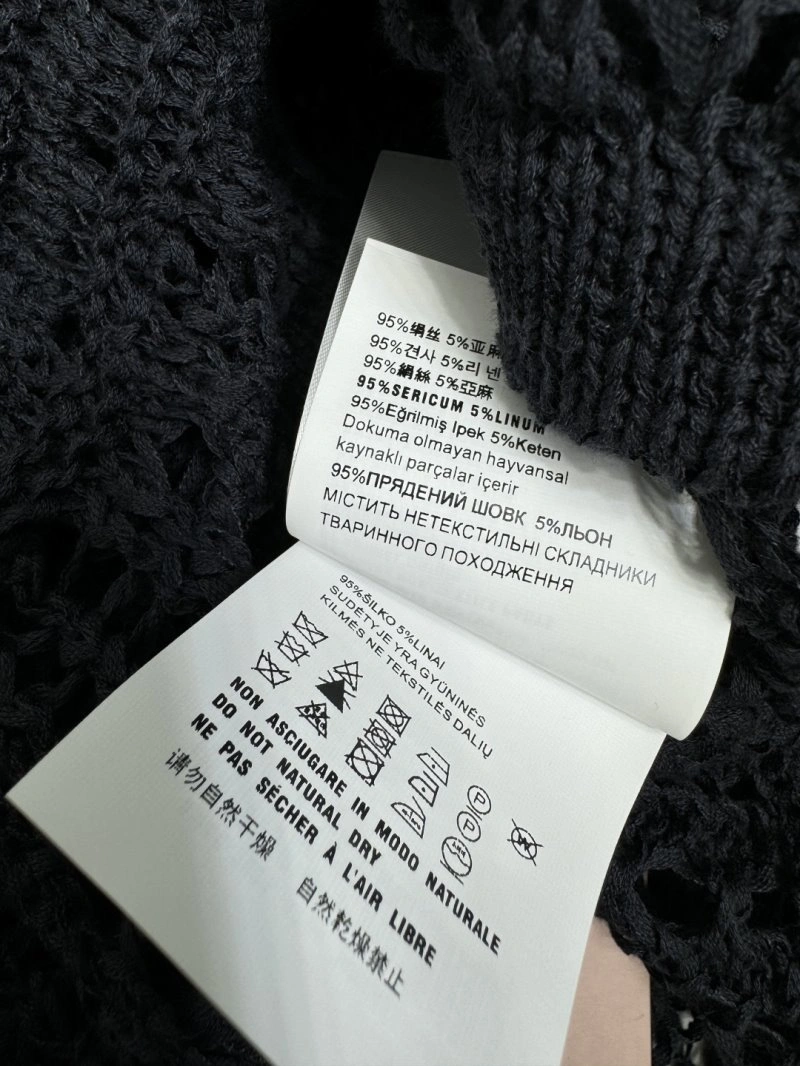 95%绢丝 5%亚麻
95%견사 5%리넨
95%絹絲 5%亞麻
95%SERICUM 5%LINUM
95%Eğrilmiş Ipek 5%Keten
Dokuma olmayan hayvansal
kaynaklı parçalar içerir
95%ПРЯДЕНИЙ ШОВК 5%ЛЬОН
МІСТИТЬ НЕТЕКСТИЛЬНІ СКЛАДНИКИ
ТВАРИННОГО ПОХОДЖЕННЯ
95%ŠILKO 5%LINAI
SUDĖTYJE YRA GYŪNINĖS
KILMĖS NE TEKSTILĖS DALIŲ
P
P
W
NON ASCIUGARE IN MODO NATURALE
DO NOT NATURAL DRY
NE PAS SÉCHER À L'AIR LIBRE
请勿自然干燥 自然乾燥禁止